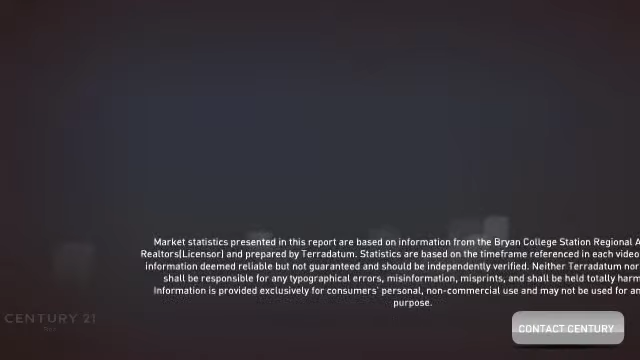 Market statistics presented in this report are based on information from the Bryan College Station Regional A
Realtors(Licensor) and prepared by Terradatum. Statistics are based on the timeframe referenced in each video
information deemed reliable but not guaranteed and should be independently verified. Neither Terradatum nor
shall be responsible for any typographical errors, misinformation, misprints, and shall be held totally harm
Information is provided exclusively for consumers' personal, non-commercial use and may not be used for an
purpose.
CENTURY 21
CONTACT CENTURY